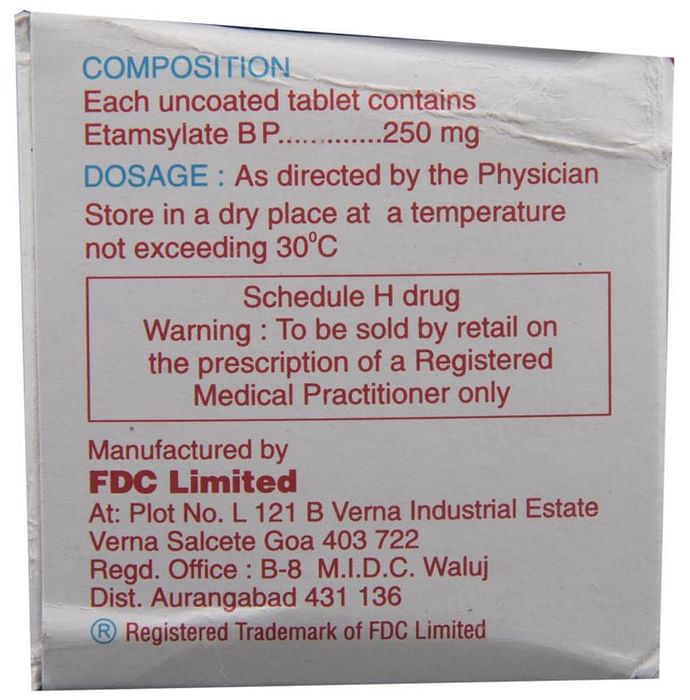 COMPOSITION
Each uncoated tablet contains
Etamsylate B P.............250 mg
DOSAGE : As directed by the Physician
Store in a dry place at a temperature
not exceeding 30⁰C
Schedule H drug
Warning : To be sold by retail on
the prescription of a Registered
Medical Practitioner only
Manufactured by
FDC Limited
At: Plot No. L 121 B Verna Industrial Estate
Verna Salcete Goa 403 722
Regd. Office : B-8 M.I.D.C. Waluj
Dist. Aurangabad 431 136
® Registered Trademark of FDC Limited